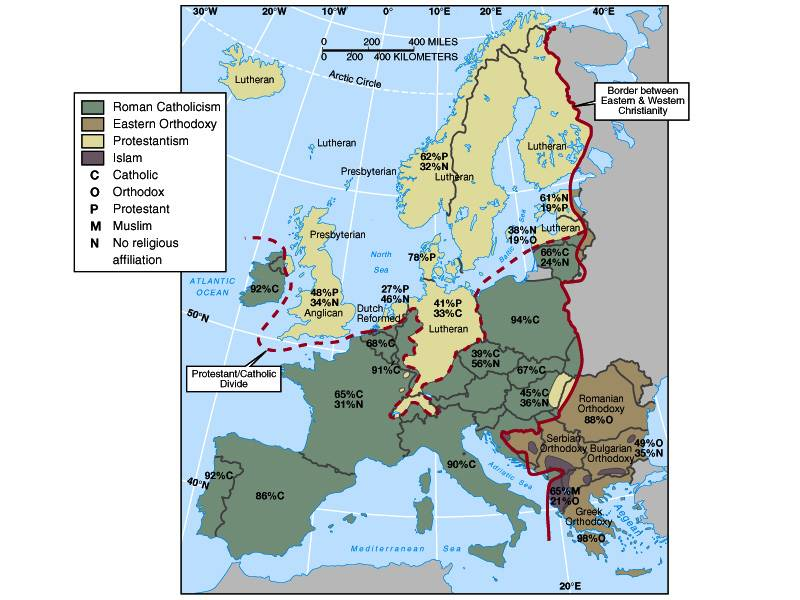 30°W
20°W
10°W
0°
10°E
20°E
40°E
0 200 400 MILES
0 200 400 KILOMETERS
Arctic Circle
Lutheran
Border between
Eastern & Western
Christianity
Roman Catholicism
Eastern Orthodoxy
Protestantism
Islam
C Catholic
O Orthodox
P Protestant
M Muslim
N No religious
affiliation
Lutheran
Presbyterian
62%P
32%N
Lutheran
Lutheran
61%N
19%P
Lutheran
38%N
19%O
Baltic Sea
66%C
24%N
Presbyterian
North
Sea
78%P
ATLANTIC
OCEAN
92%C
48%P
34%N
Anglican
27%P
46%N
Dutch
Reformed
41%P
33%C
Lutheran
94%C
50°N
Protestant/Catholic
Divide
68%C
91%C
39%C
56%N
67%C
45%C
36%N
65%C
31%N
Romanian
Orthodoxy
88%O
Serbian
Orthodoxy
Bulgarian
Orthodoxy
49%O
35%N
92%C
40°N
86%C
90%C
Adriatic Sea
65%M
21%O
Greek
Orthodoxy
98%O
Aegean
Mediterranean Sea
20°E